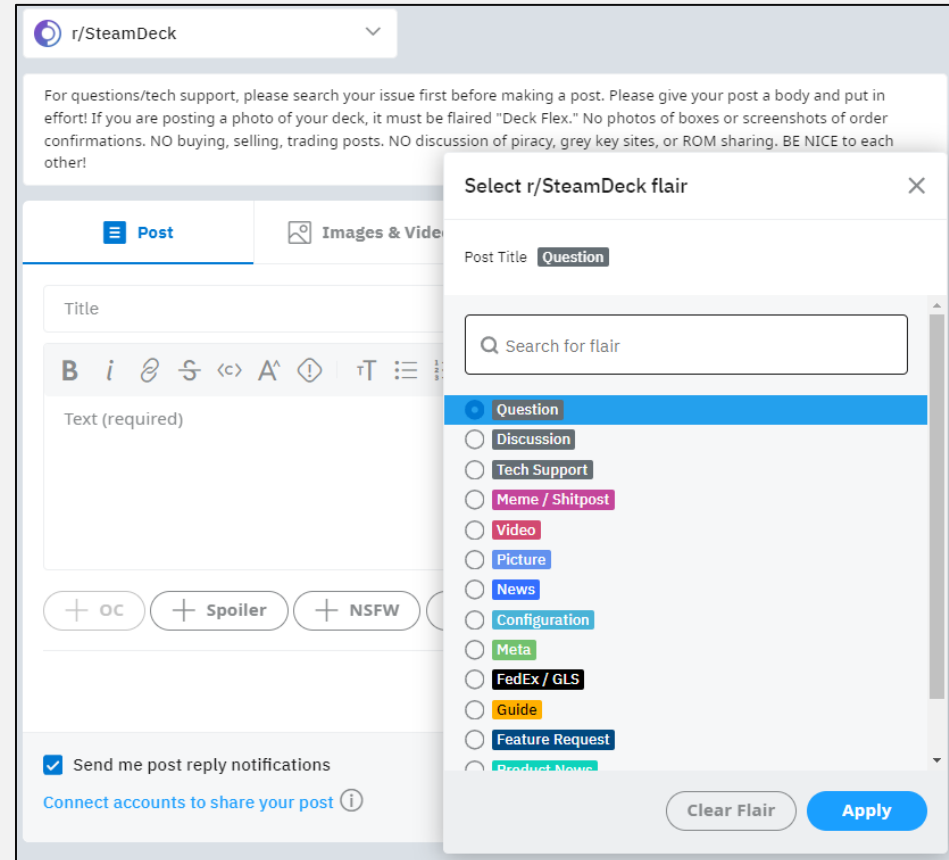 r/SteamDeck
For questions/tech support, please search your issue first before making a post. Please give your post a body and put in
effort! If you are posting a photo of your deck, it must be flaired "Deck Flex." No photos of boxes or screenshots of order
confirmations. NO buying, selling, trading posts. NO discussion of piracy, grey key sites, or ROM sharing. BE NICE to each
other!
Post
Images & Vide
Title
Text (required)
OC
Spoiler
NSFW
Send me post reply notifications
Connect accounts to share your post
Select r/SteamDeck flair
Post Title Question
Search for flair
Question
Discussion
Tech Support
Meme / Shitpost
Video
Picture
News
Configuration
Meta
FedEx / GLS
Guide
Feature Request
Product News
Clear Flair
Apply